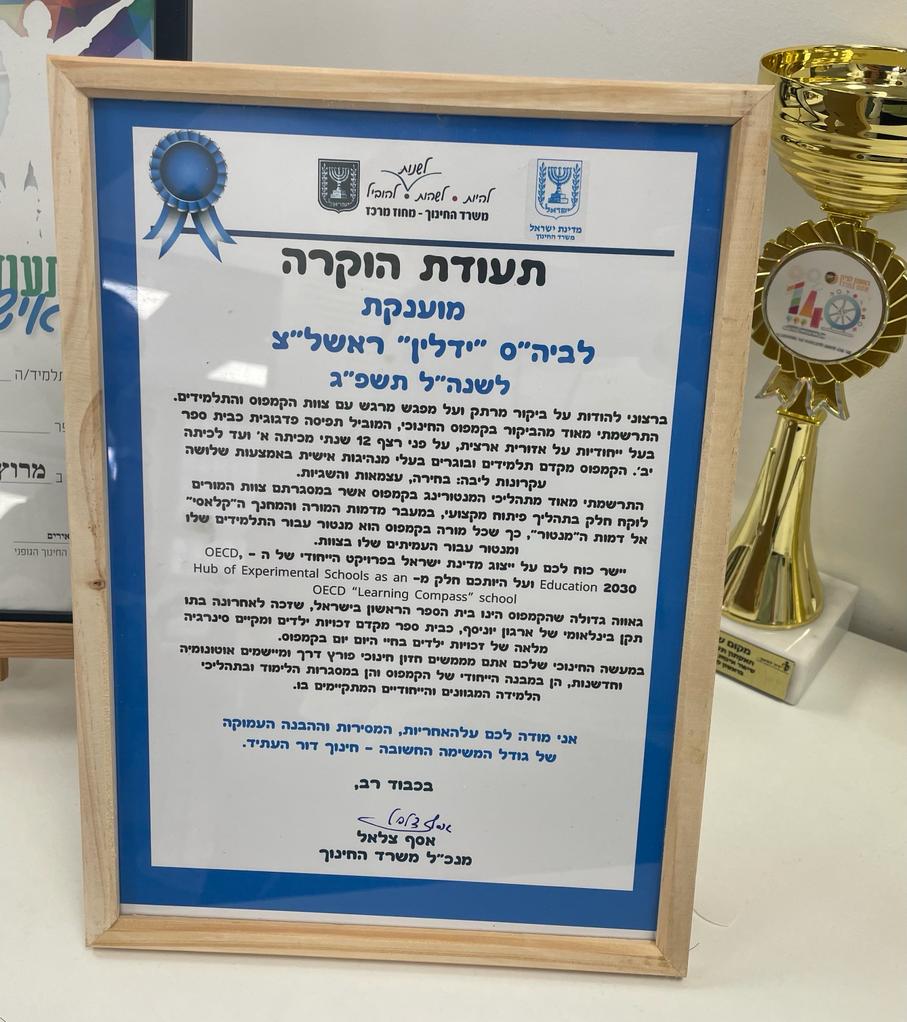 לשנות
להיות • לשהות • להוביל
משרד החינוך - מחוז מרכז
ישראל
מדינת ישראל
משרד החינוך
תעודת הוקרה
מוענקת
לביה"ס "ידלין" ראשל"צ
לשנה"ל תשפ"ג
ברצוני להודות על ביקור מרתק ועל מפגש מרגש עם צוות הקמפוס והתלמידים.
התרשמתי מאוד מהביקור בקמפוס החינוכי, המוביל תפיסה פדגוגית כבית ספר
בעל ייחודיות על אזורית ארצית, על פני רצף 12 שנתי מכיתה א' ועד לכיתה
יב'. הקמפוס מקדם תלמידים ובוגרים בעלי מנהיגות אישית באמצעות שלושה
עקרונות ליבה: בחירה, עצמאות והשגיות.
התרשמתי מאוד מתהליכי המנטורינג בקמפוס אשר במסגרתם צוות המורים
לוקח חלק בתהליך פיתוח מקצועי, במעבר מדמות המורה והמחנך ה"קלאסי"
אל דמות ה"מנטור", כך שכל מורה בקמפוס הוא מנטור עבור התלמידים שלו
ומנטור עבור העמיתים שלו בצוות.
יישר כוח לכם על ייצוג מדינת ישראל בפרויקט הייחודי של ה - OECD,
Education 2030 ועל היותכם חלק מ- Hub of Experimental Schools as an
OECD "Learning Compass" school
גאווה גדולה שהקמפוס הינו בית הספר הראשון בישראל, שזכה לאחרונה בתו
תקן בינלאומי של ארגון יוניסף, כבית ספר מקדם זכויות ילדים ומקיים סינרגיה
מלאה של זכויות ילדים בחיי היום יום בקמפוס.
במעשה החינוכי שלכם אתם מממשים חזון חינוכי פורץ דרך ומיישמים אוטונומיה
וחדשנות, הן במבנה הייחודי של הקמפוס והן במסגרות הלימוד ובתהליכי
הלמידה המגוונים והייחודיים המתקיימים בו.
אני מודה לכם עלהאחריות, המסירות וההבנה העמוקה
של גודל המשימה החשובה - חינוך דור העתיד.
בכבוד רב,
אסף צלאל
מנכ"ל משרד החינוך
140
תלמיד/ה
מרוץ
החינוך הגופני